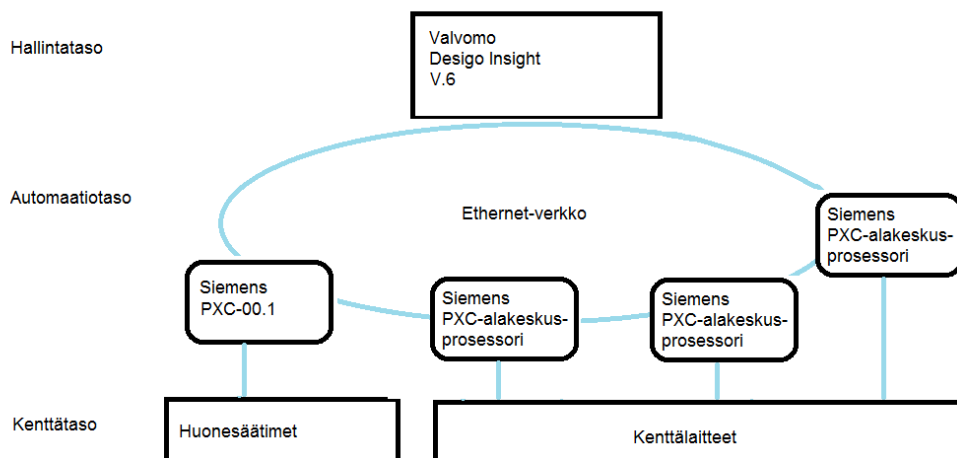 Hallintataso
Valvomo
Desigo Insight
V.6
Automaatiotaso
Ethernet-verkko
Siemens
PXC-alakeskus-
prosessori
Siemens
PXC-00.1
Siemens
PXC-alakeskus-
prosessori
Siemens
PXC-alakeskus-
prosessori
Kenttätaso
Huonesäätimet
Kenttälaitteet